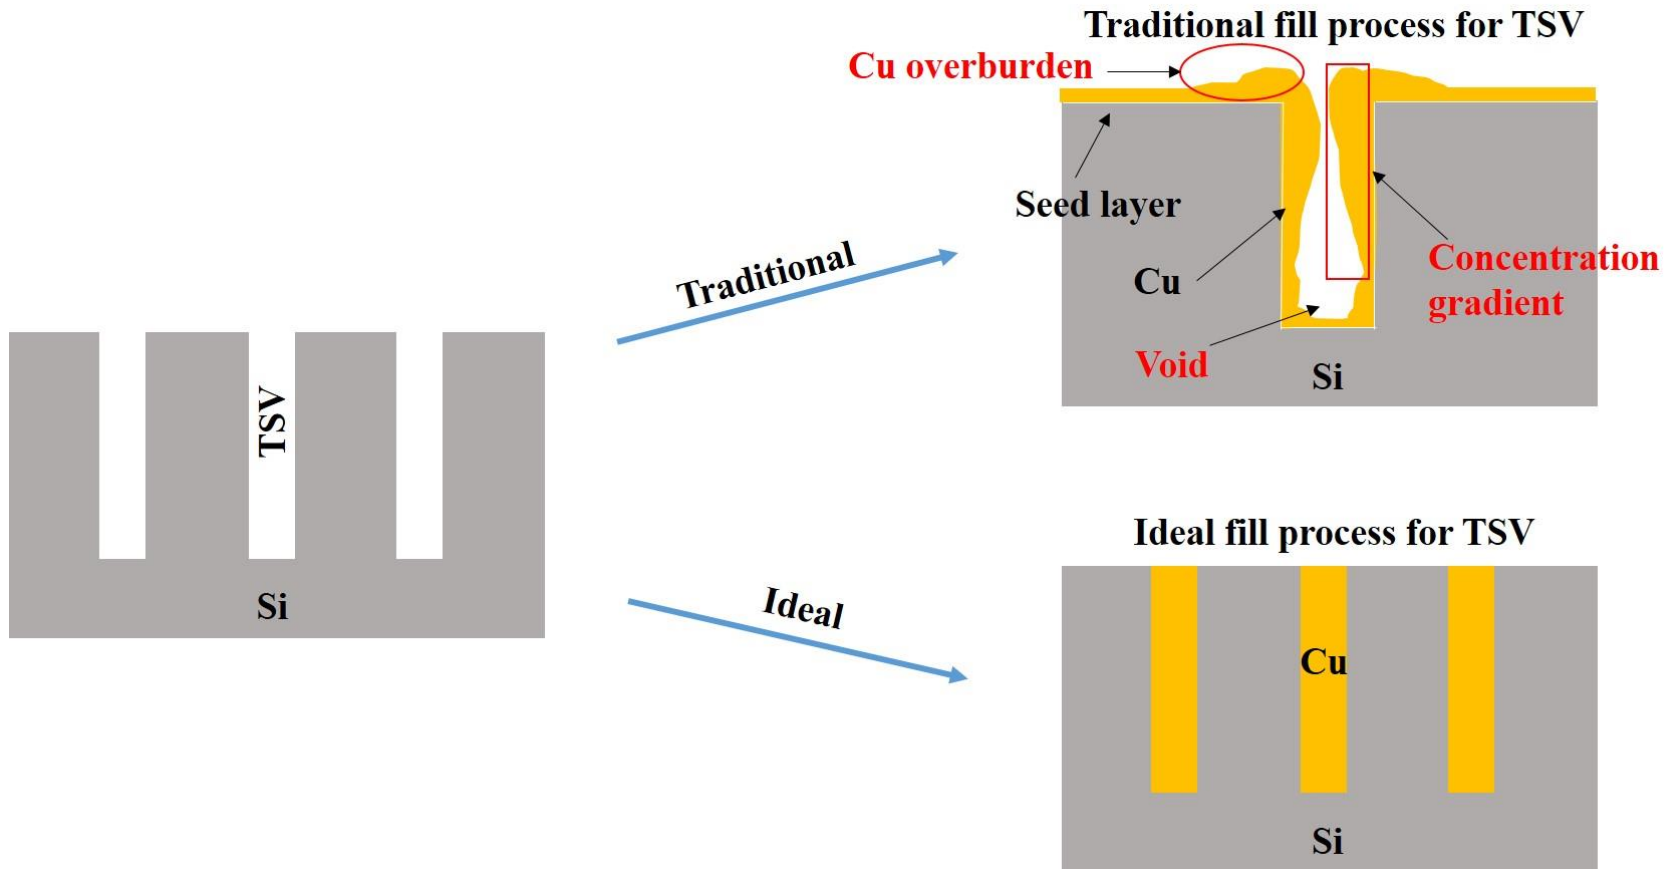 Traditional fill process for TSV
Cu overburden
Seed layer
Cu
Concentration
gradient
Void
Si
Traditional
TSV
Si
Ideal
Ideal fill process for TSV
Cu
Si